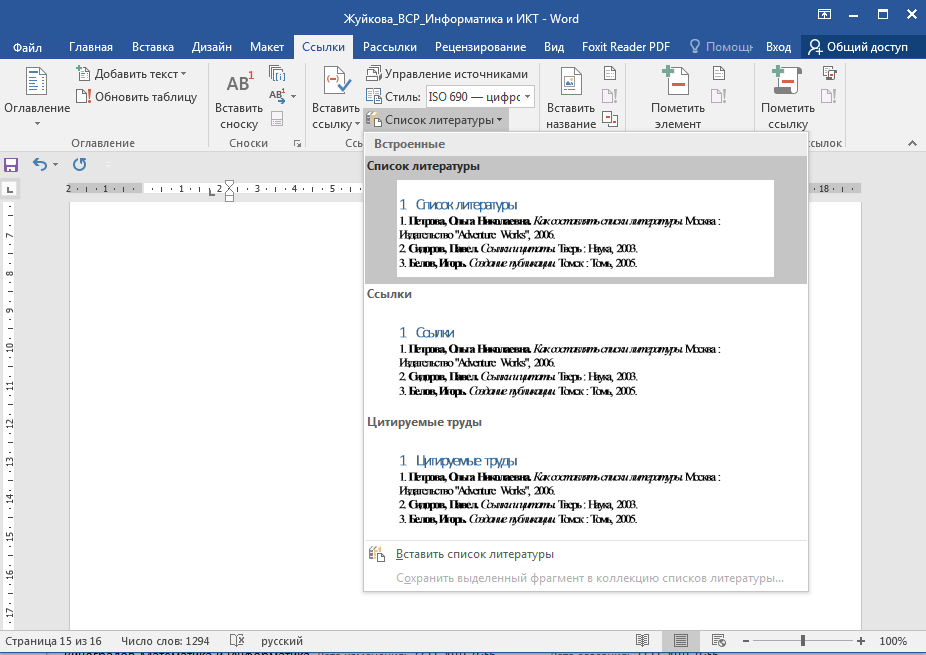 Жуйкова_ВСР_Информатика и ИКТ - Word
Файл Главная Вставка Дизайн Макет Ссылки Рассылки Рецензирование Вид Foxit Reader PDF Помощь Вход Общий доступ
Добавить текст Управление источниками
Обновить таблицу Стиль: ISO 690 — цифрс
Оглавление Вставить сноску Вставить ссылку Вставить название Пометить элемент Пометить ссылку
AB¹
Список литературы
Оглавление Сноски Ссы сылок
Встроенные
Список литературы
1 Список литературы
1. Петрова, Ольга Николаевна. Как составлять списки литературы. Москва :
Издательство "Adventure Works", 2006.
2. Сидоров, Павел. Ссылки и цитаты. Тверь : Наука, 2003.
3. Белов, Игорь. Создание публикации. Томск : Томь, 2005.
Ссылки
1 Ссылки
1. Петрова, Ольга Николаевна. Как составлять списки литературы. Москва :
Издательство "Adventure Works", 2006.
2. Сидоров, Павел. Ссылки и цитаты. Тверь : Наука, 2003.
3. Белов, Игорь. Создание публикации. Томск : Томь, 2005.
Цитируемые труды
1 Цитируемые труды
1. Петрова, Ольга Николаевна. Как составлять списки литературы. Москва :
Издательство "Adventure Works", 2006.
2. Сидоров, Павел. Ссылки и цитаты. Тверь : Наука, 2003.
3. Белов, Игорь. Создание публикации. Томск : Томь, 2005.
Вставить список литературы
Сохранить выделенный фрагмент в коллекцию списков литературы...
Страница 15 из 16 Число слов: 1294 русский 100%